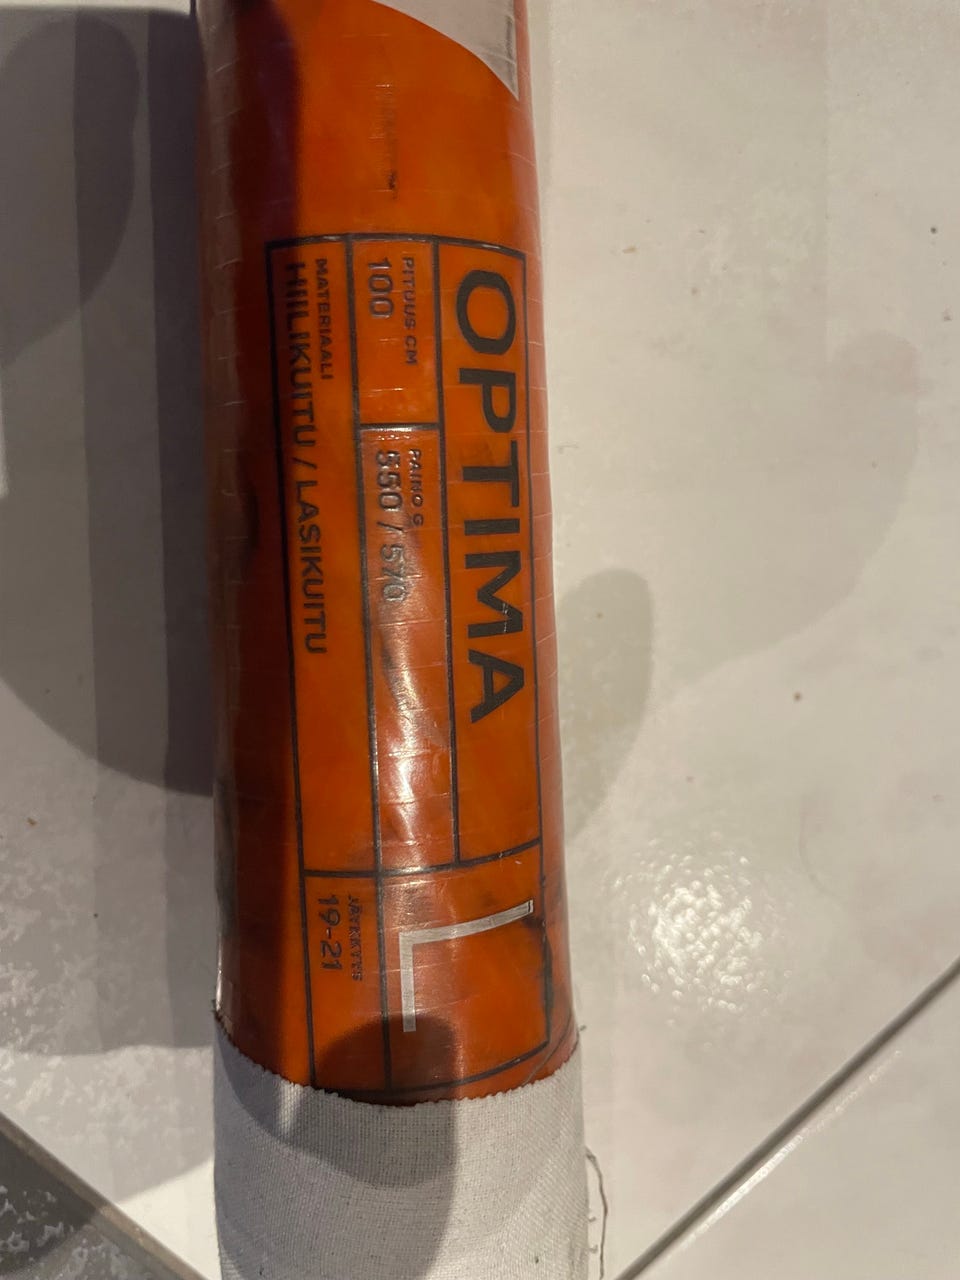 OPTIMA
PITUUS CM
100
PAINO G
550 / 570
MATERIAALI
HIILIKUITU / LASIKUITU
L
JÄYKKYYS
19-21